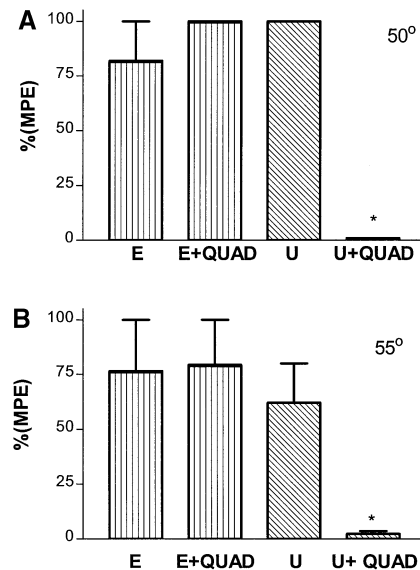 A
50°
%(MPE)
100
75
50
25
0
*
E E+QUAD U U+QUAD
B
55°
%(MPE)
100
75
50
25
0
*
E E+QUAD U U+ QUAD